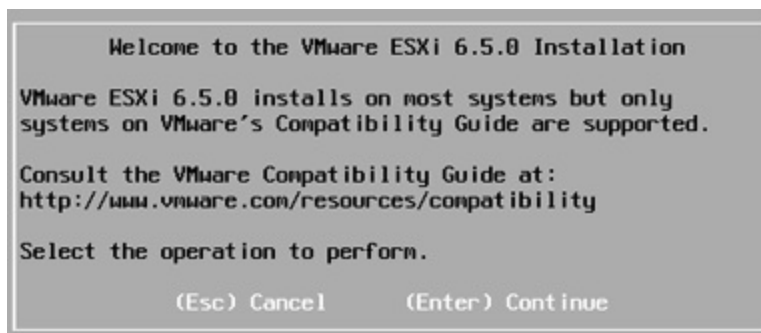 Welcome to the VMware ESXi 6.5.0 Installation
VMware ESXi 6.5.0 installs on most systems but only
systems on VMware's Compatibility Guide are supported.
Consult the VMware Compatibility Guide at:
http://www.vmware.com/resources/compatibility
Select the operation to perform.
(Esc) Cancel (Enter) Continue